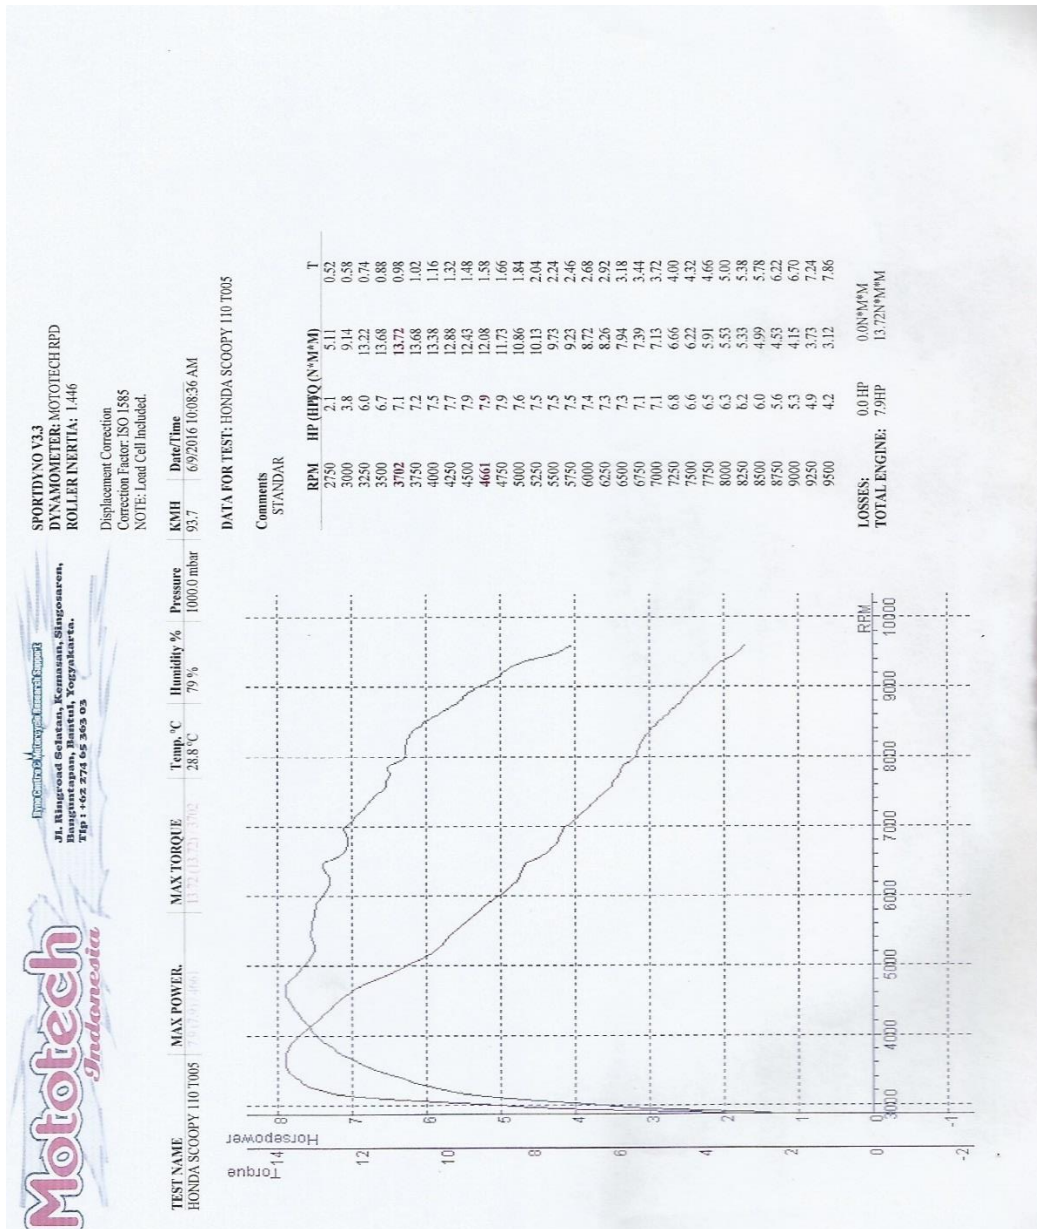 Mototech
Indonesia
Dyno Centre & Motorcycle Research Support
Jl. Ringroad Selatan, Kemasan, Singosaren,
Banguntapan, Bantul, Yogyakarta.
Tlp : +62 274 65 363 03
SPORTDYNO V3.3
DYNAMOMETER: MOTOTECH RPD
ROLLER INERTIA: 1.446
Displacement Correction
Correction Factor: ISO 1585
NOTE: Load Cell Included.
TEST NAME MAX POWER. MAX TORQUE Temp. °C Humidity % Pressure KMH Date/Time
HONDA SCOOPY 110 T005 13.72 (13.72) / 3702 28.8 °C 79 % 1000.0 mbar 93.7 6/9/2016 10:08:36 AM
DATA FOR TEST: HONDA SCOOPY 110 T005
Comments
STANDAR
RPM HP (HP) TQ (N*M*M) T
2750 2.1 5.11 0.52
3000 3.8 9.14 0.58
3250 6.0 13.22 0.74
3500 6.7 13.68 0.88
3702 7.1 13.72 0.98
3750 7.2 13.68 1.02
4000 7.5 13.38 1.16
4250 7.7 12.88 1.32
4500 7.9 12.43 1.48
4661 7.9 12.08 1.58
4750 7.9 11.73 1.66
5000 7.6 10.86 1.84
5250 7.5 10.13 2.04
5500 7.5 9.73 2.24
5750 7.5 9.23 2.46
6000 7.4 8.72 2.68
6250 7.3 8.26 2.92
6500 7.3 7.94 3.18
6750 7.1 7.39 3.44
7000 7.1 7.13 3.72
7250 6.8 6.66 4.00
7500 6.6 6.22 4.32
7750 6.5 5.91 4.66
8000 6.3 5.53 5.00
8250 6.2 5.33 5.38
8500 6.0 4.99 5.78
8750 5.6 4.53 6.22
9000 5.3 4.15 6.70
9250 4.9 3.73 7.24
9500 4.2 3.12 7.86
LOSSES: 0.0 HP 0.0N*M*M
TOTAL ENGINE: 7.9HP 13.72N*M*M
Torque
Horsepower
14 8
12 7
6
10 5
8 4
6 3
4 2
2 1
0 0
-2 -1
3000 4000 5000 6000 7000 8000 9000 10000
RPM